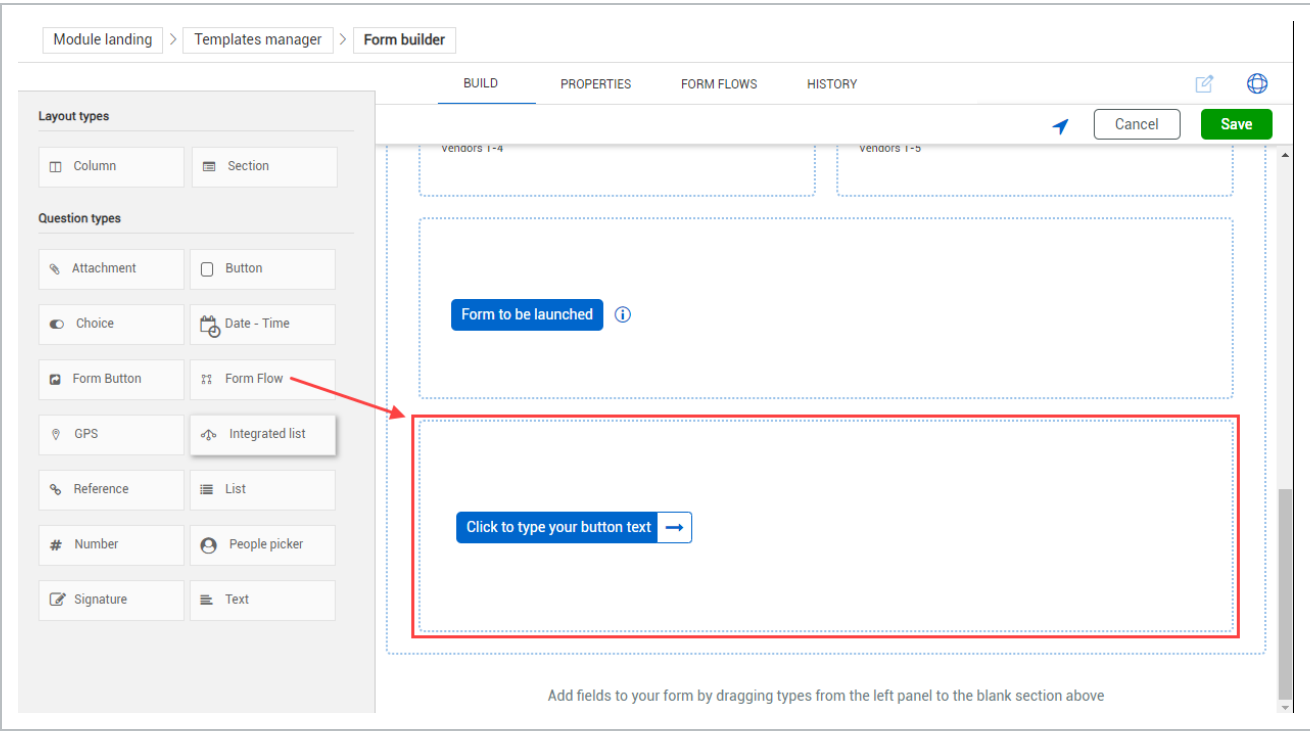 Module landing > Templates manager > Form builder
BUILD PROPERTIES FORM FLOWS HISTORY
Cancel Save
Layout types
Column Section
Question types
Attachment Button
Choice Date - Time
Form Button Form Flow
GPS Integrated list
Reference List
# Number People picker
Signature Text
Vendors 1-4 Vendors 1-5
Form to be launched
Click to type your button text
Add fields to your form by dragging types from the left panel to the blank section above